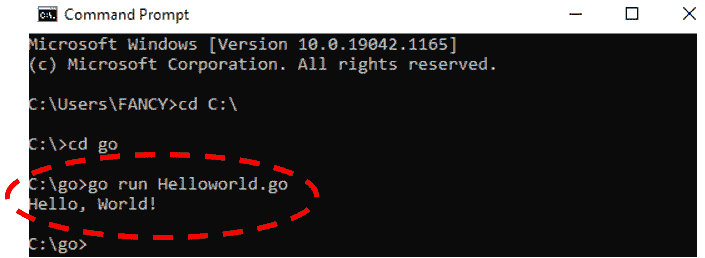 Command Prompt
Microsoft Windows [Version 10.0.19042.1165]
(c) Microsoft Corporation. All rights reserved.
C:\Users\FANCY>cd C:\
C:\>cd go
C:\go>go run Helloworld.go
Hello, World!
C:\go>